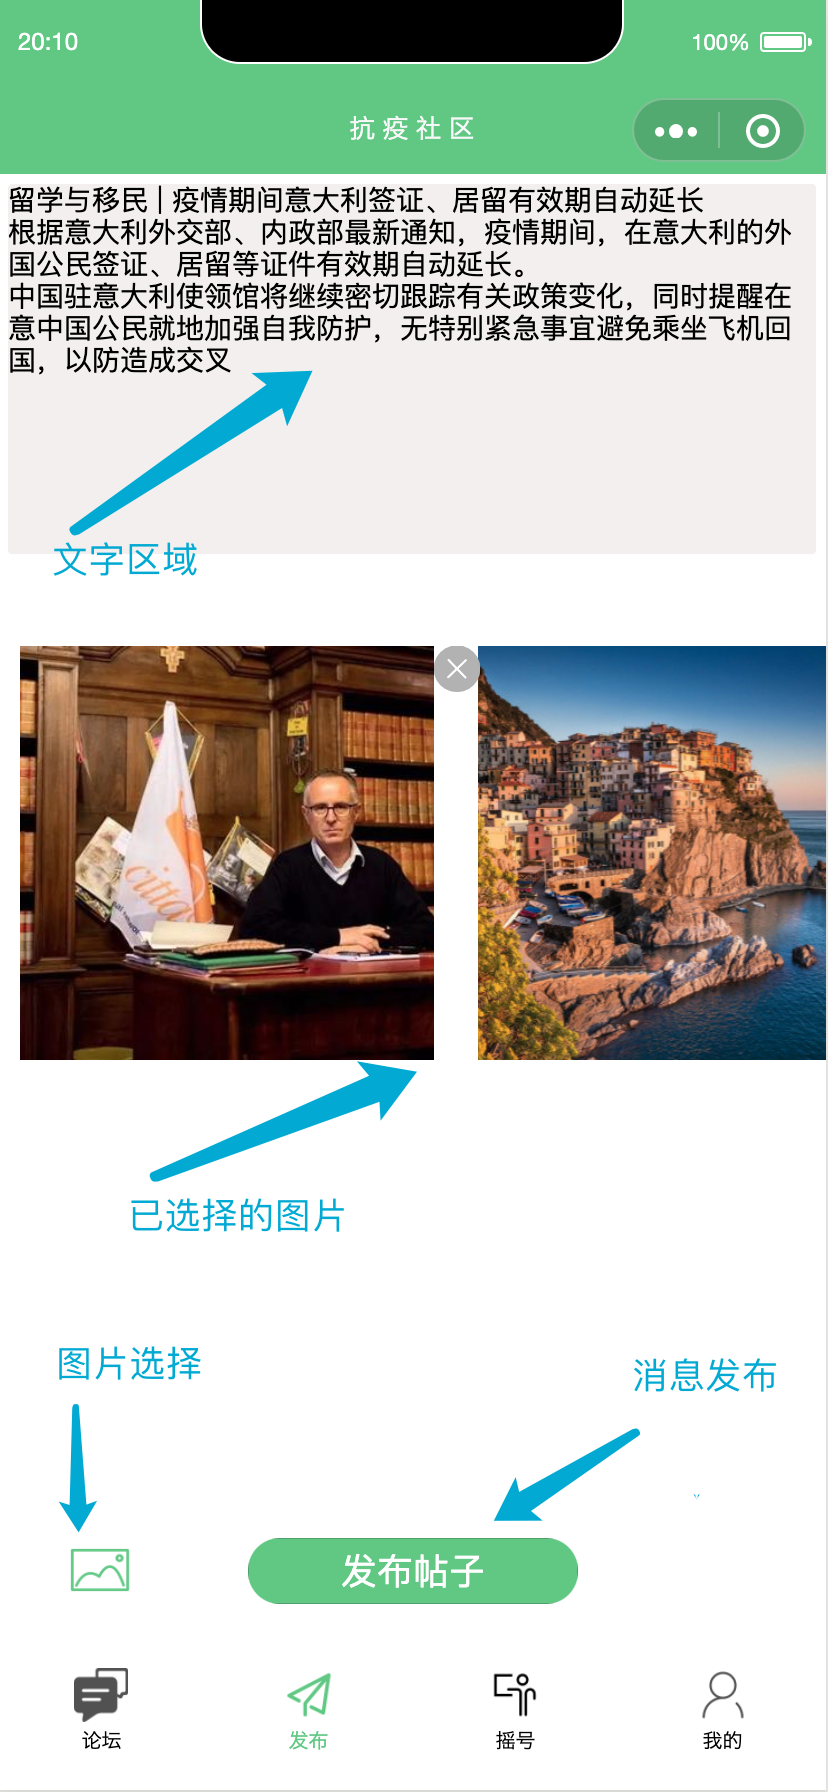 20:10
100%
抗疫社区
留学与移民 | 疫情期间意大利签证、居留有效期自动延长
根据意大利外交部、内政部最新通知，疫情期间，在意大利的外
国公民签证、居留等证件有效期自动延长。
中国驻意大利使领馆将继续密切跟踪有关政策变化，同时提醒在
意中国公民就地加强自我防护，无特别紧急事宜避免乘坐飞机回
国，以防造成交叉
文字区域
citta
已选择的图片
图片选择
消息发布
发布帖子
论坛
发布
摇号
我的